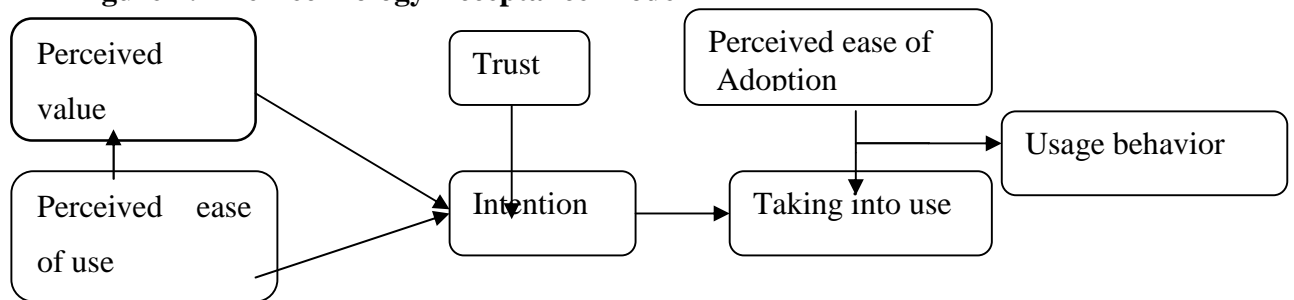 Perceived
value
Trust
Perceived ease of
Adoption
Usage behavior
Perceived ease
of use
Intention
Taking into use